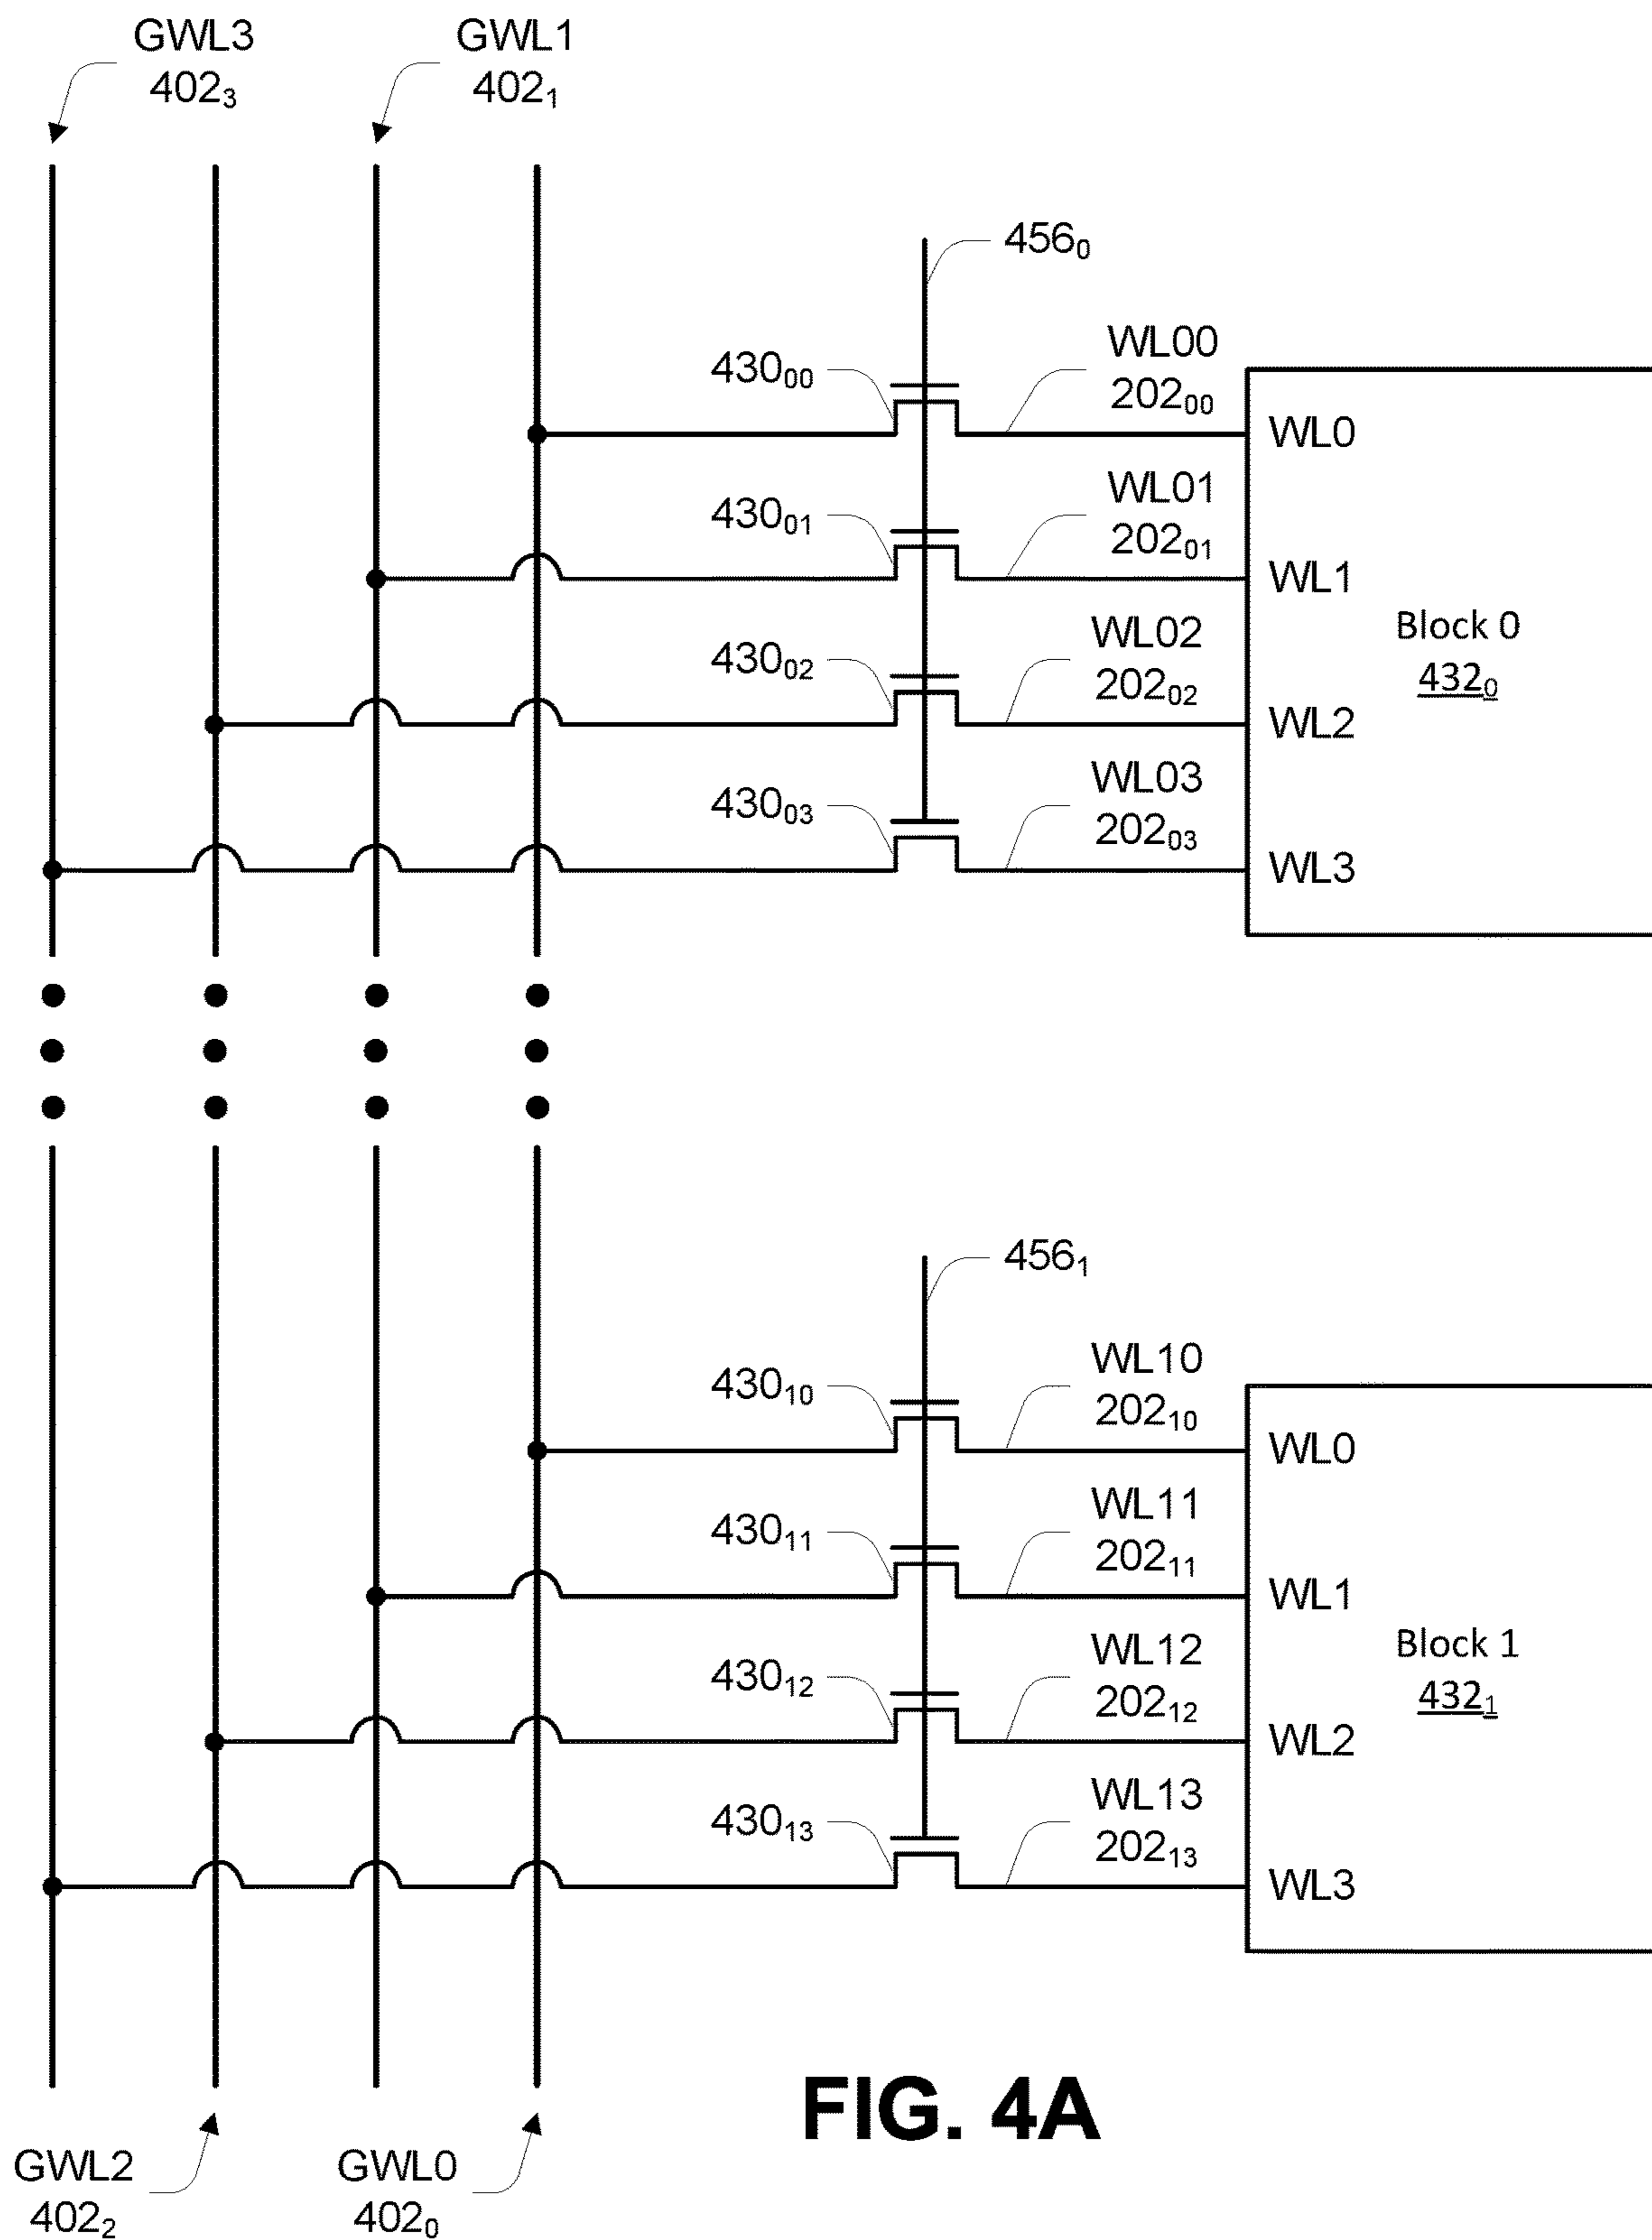 GWL3
402₃
GWL1
402₁
456₀
430₀₀
WL00
202₀₀
WL0
430₀₁
WL01
202₀₁
WL1
Block 0
432₀
430₀₂
WL02
202₀₂
WL2
430₀₃
WL03
202₀₃
WL3
456₁
430₁₀
WL10
202₁₀
WL0
430₁₁
WL11
202₁₁
WL1
Block 1
432₁
430₁₂
WL12
202₁₂
WL2
430₁₃
WL13
202₁₃
WL3
FIG. 4A
GWL2
402₂
GWL0
402₀